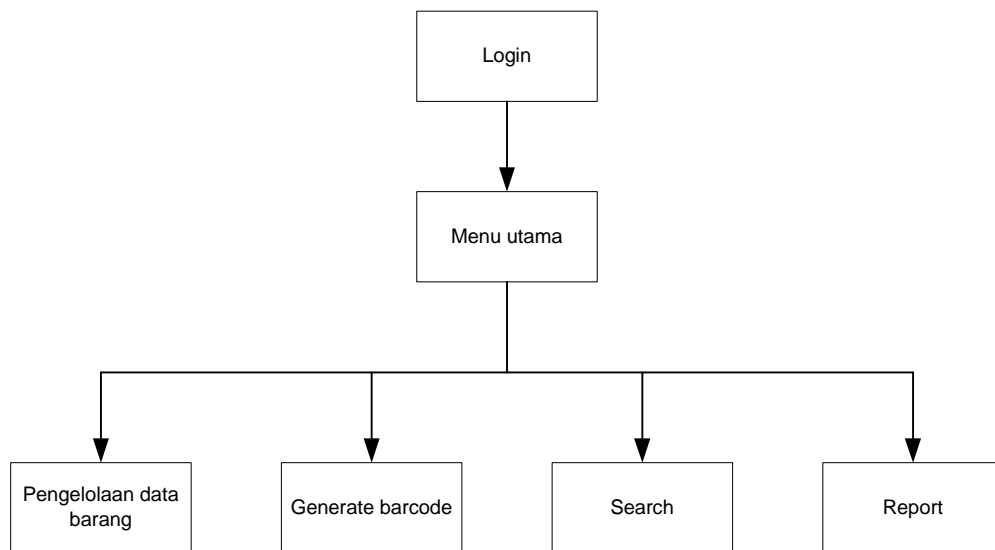 Login
Menu utama
Pengelolaan data
barang
Generate barcode
Search
Report